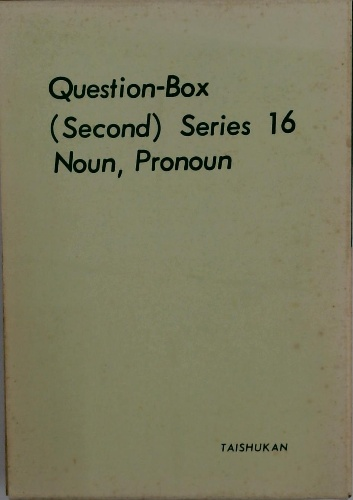 Question-Box
(Second) Series 16
Noun, Pronoun
TAISHUKAN